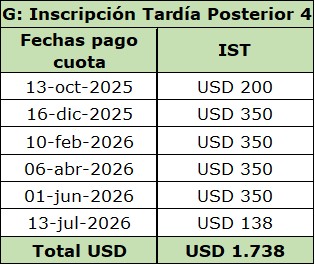 G: Inscripción Tardía Posterior 4
Fechas pago cuota IST
13-oct-2025 USD 200
16-dic-2025 USD 350
10-feb-2026 USD 350
06-abr-2026 USD 350
01-jun-2026 USD 350
13-jul-2026 USD 138
Total USD USD 1.738